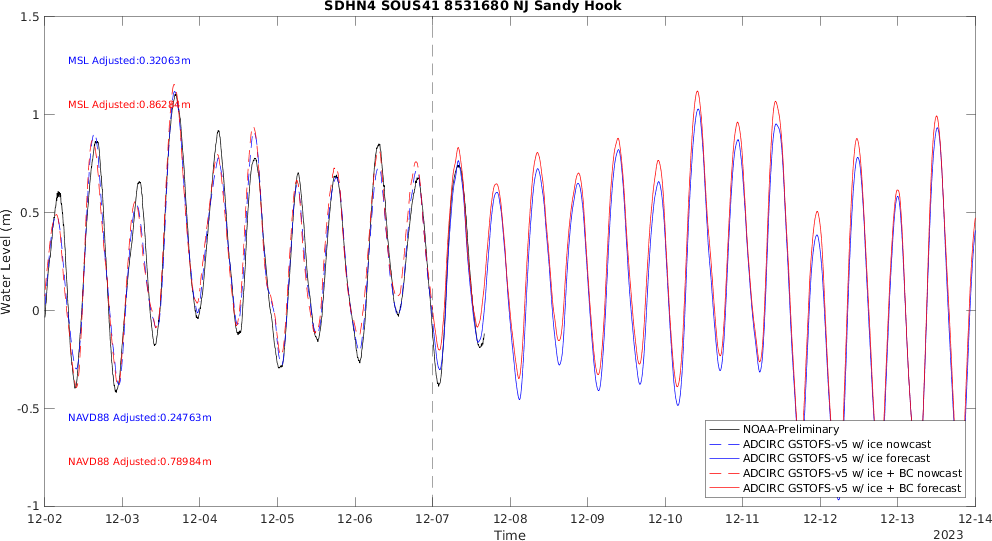 SDHN4 SOUS41 8531680 NJ Sandy Hook
1.5
1
0.5
0
-0.5
-1
Water Level (m)
MSL Adjusted:0.32063m
MSL Adjusted:0.86284m
NAVD88 Adjusted:0.24763m
NAVD88 Adjusted:0.78984m
NOAA-Preliminary
ADCIRC GSTOFS-v5 w/ ice nowcast
ADCIRC GSTOFS-v5 w/ ice forecast
ADCIRC GSTOFS-v5 w/ ice + BC nowcast
ADCIRC GSTOFS-v5 w/ ice + BC forecast
12-02 12-03 12-04 12-05 12-06 12-07 12-08 12-09 12-10 12-11 12-12 12-13 12-14
Time
2023